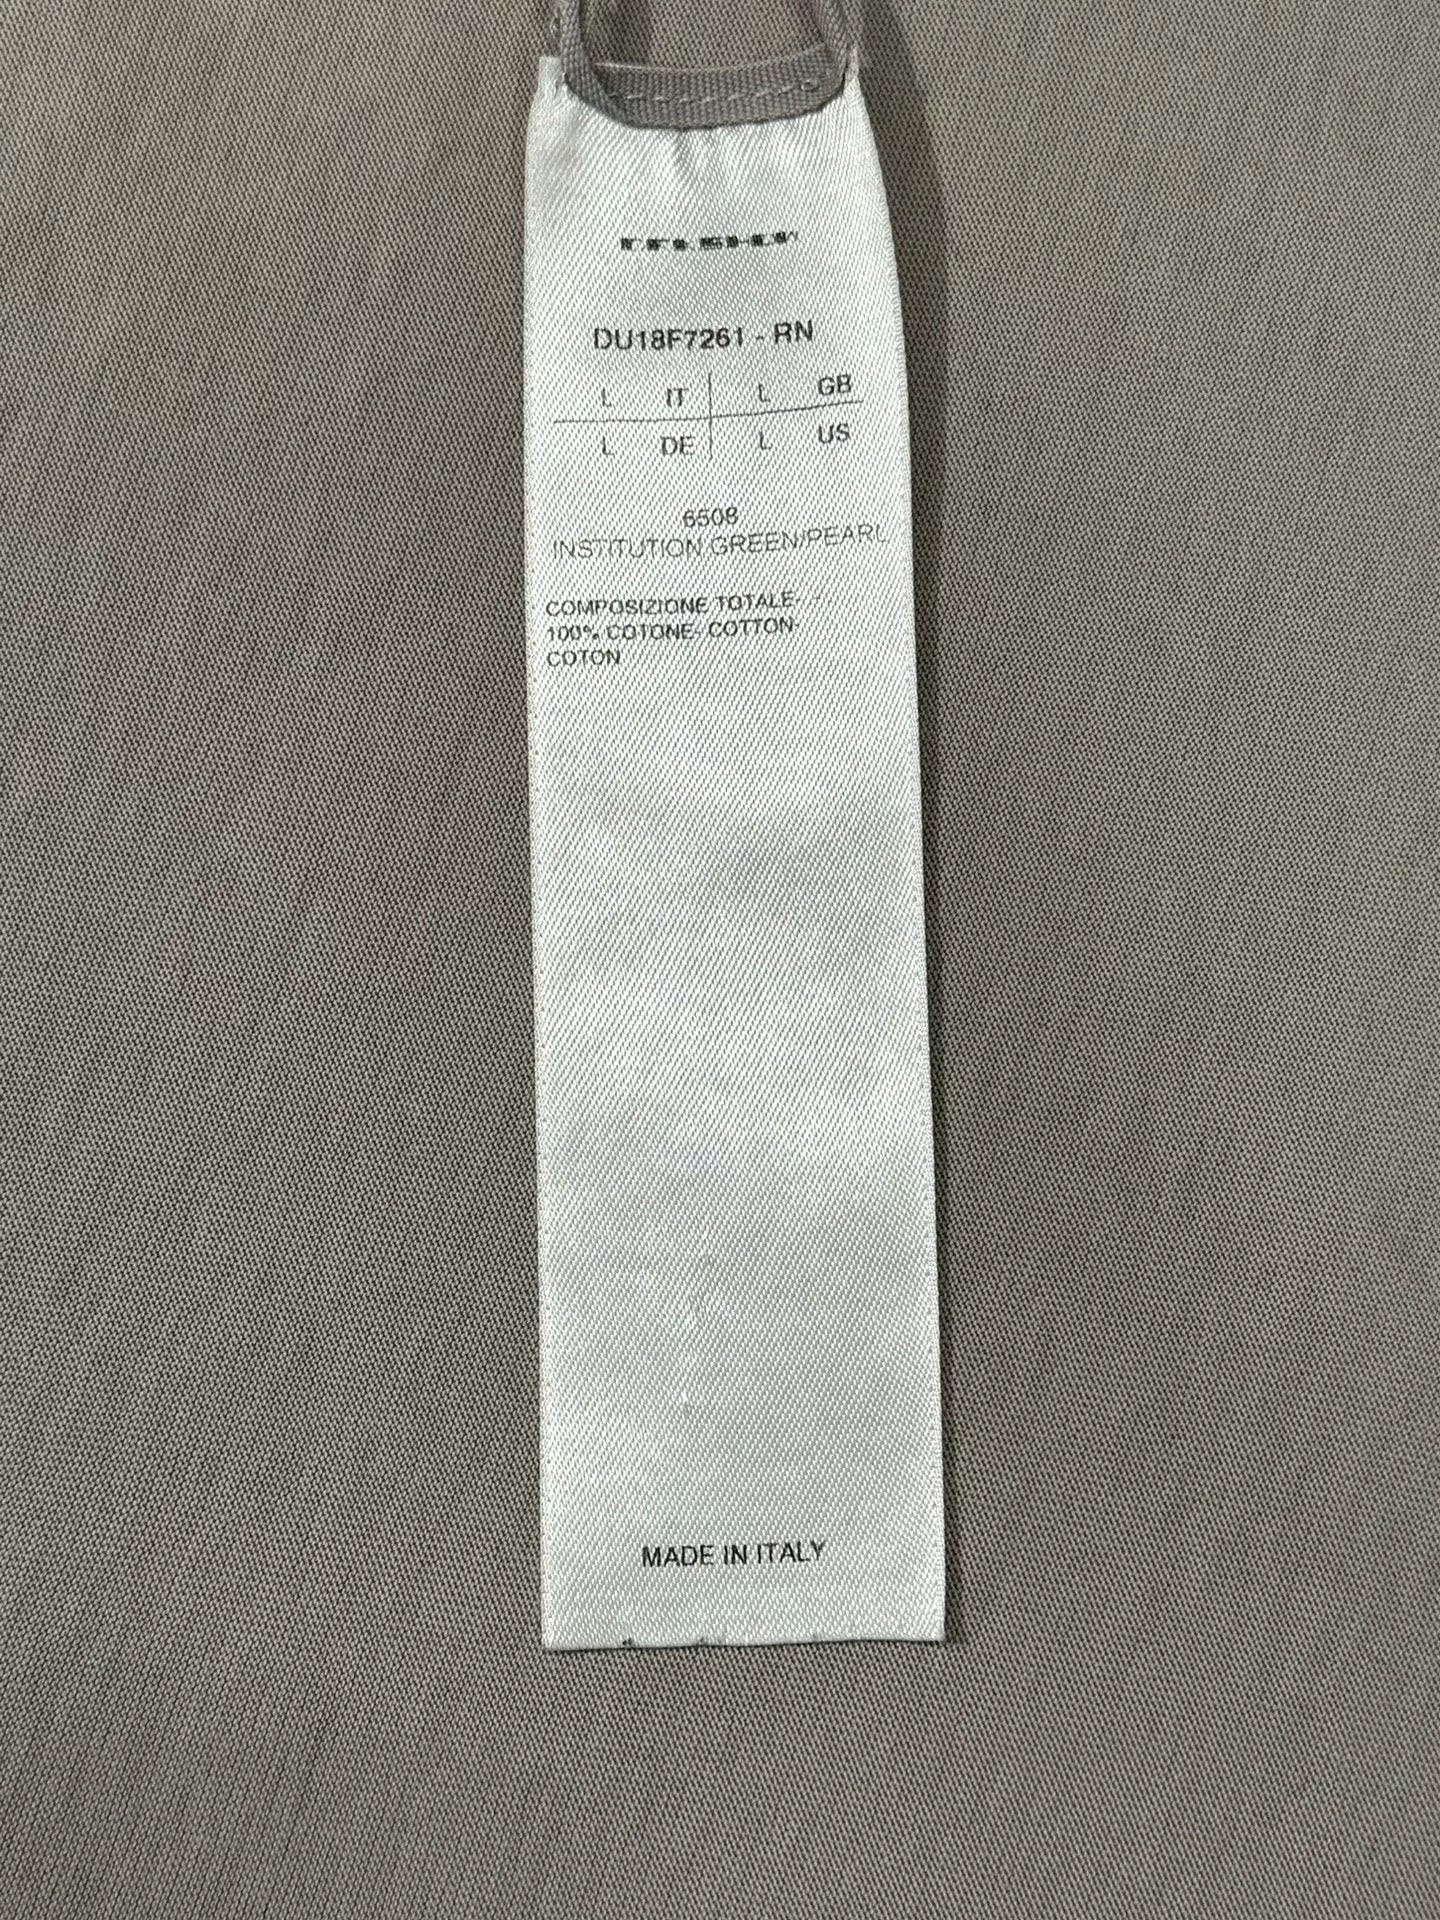 DU18F7261 - RN
L IT L GB
L DE L US
6508
INSTITUTION GREEN/PEARL
COMPOSIZIONE TOTALE-
100% COTONE- COTTON-
COTON
MADE IN ITALY